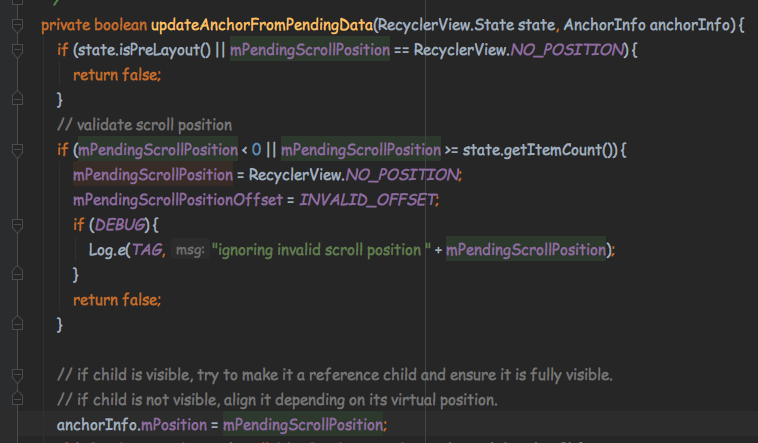 private boolean updateAnchorFromPendingData(RecyclerView.State state, AnchorInfo anchorInfo) {
if (state.isPreLayout() || mPendingScrollPosition == RecyclerView.NO_POSITION) {
return false;
}
// validate scroll position
if (mPendingScrollPosition < 0 || mPendingScrollPosition >= state.getItemCount()) {
mPendingScrollPosition = RecyclerView.NO_POSITION;
mPendingScrollPositionOffset = INVALID_OFFSET;
if (DEBUG) {
Log.e(TAG, msg: "ignoring invalid scroll position " + mPendingScrollPosition);
}
return false;
}
// if child is visible, try to make it a reference child and ensure it is fully visible.
// if child is not visible, align it depending on its virtual position.
anchorInfo.mPosition = mPendingScrollPosition;